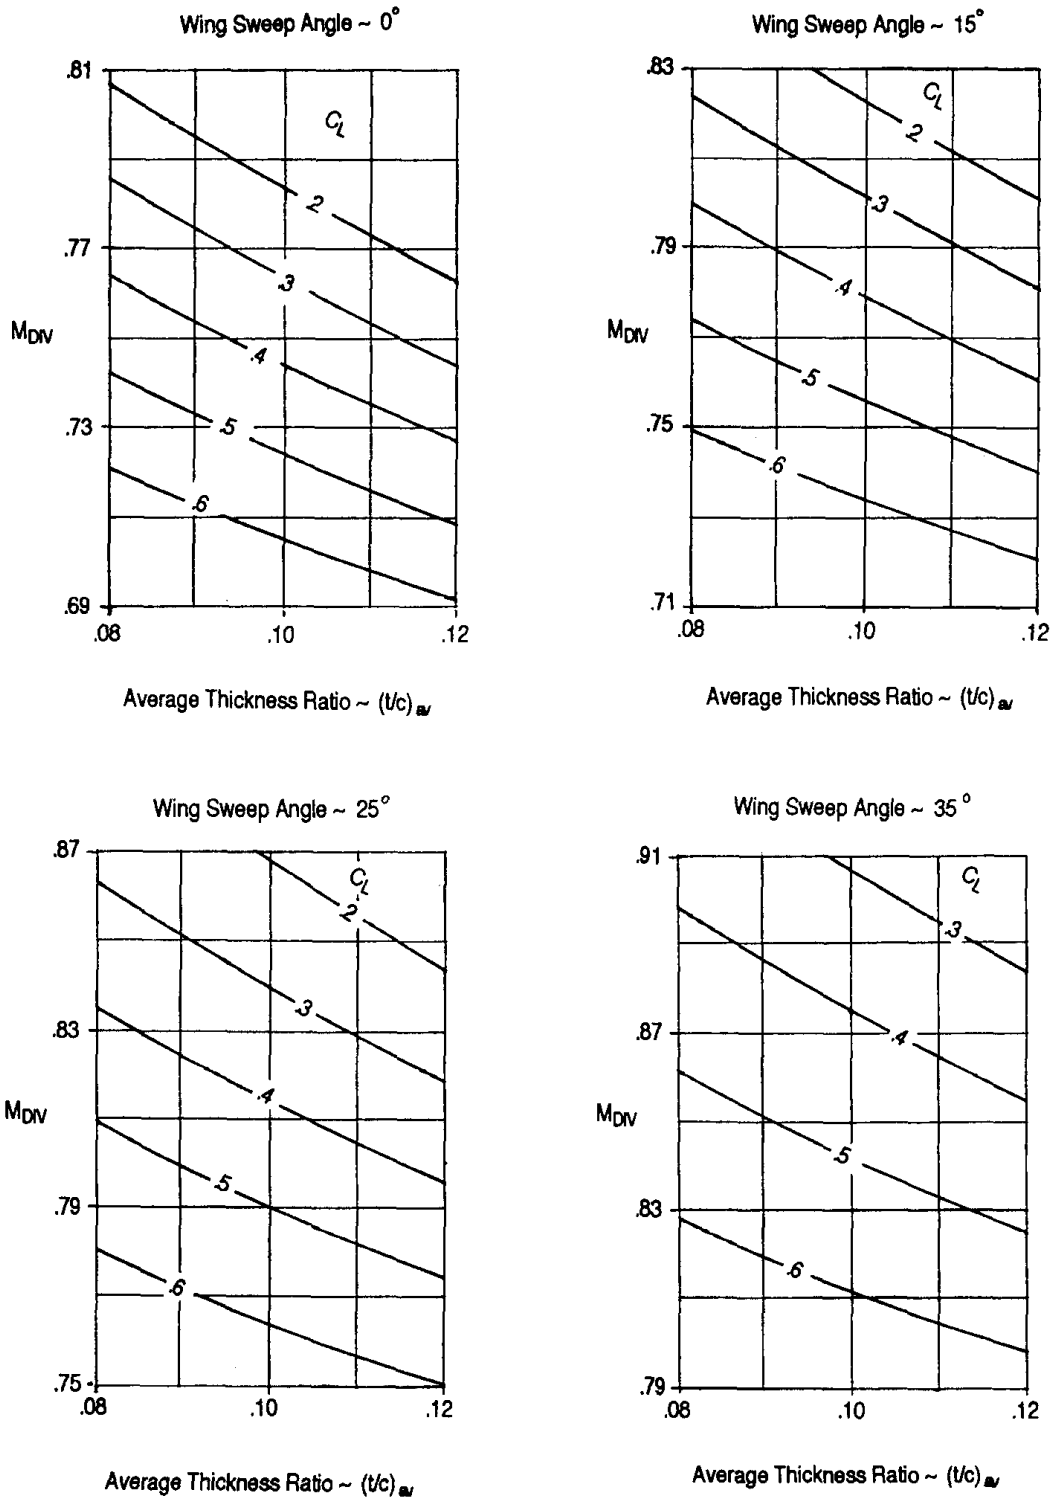 Wing Sweep Angle ~ 0°
.81
.77
.73
.69
M_DIV
C_L
.2
.3
.4
.5
.6
.08
.10
.12
Average Thickness Ratio ~ (t/c) av
Wing Sweep Angle ~ 15°
.83
.79
.75
.71
M_DIV
C_L
.2
.3
.4
.5
.6
.08
.10
.12
Average Thickness Ratio ~ (t/c) av
Wing Sweep Angle ~ 25°
.87
.83
.79
.75
M_DIV
C_L
.2
.3
.4
.5
.6
.08
.10
.12
Average Thickness Ratio ~ (t/c) av
Wing Sweep Angle ~ 35°
.91
.87
.83
.79
M_DIV
C_L
.3
.4
.5
.6
.08
.10
.12
Average Thickness Ratio ~ (t/c) av